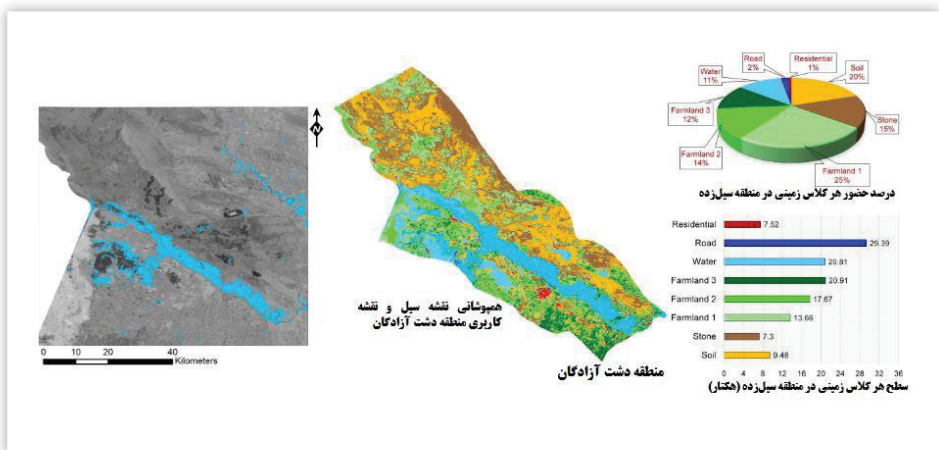 N
0 10 20 40
Kilometers
همپوشانی نقشه سیل و نقشه
کاربری منطقه دشت آزادگان
منطقه دشت آزادگان
Road
2%
Residential
1%
Water
11%
Soil
20%
Farmland 3
12%
Stone
15%
Farmland 2
14%
Farmland 1
25%
درصد حضور هر کلاس زمینی در منطقه سیل‌زده
Residential 7.52
Road 29.39
Water 20.81
Farmland 3 20.91
Farmland 2 17.67
Farmland 1 13.66
Stone 7.3
Soil 9.48
0 4 8 12 16 20 24 28 32 36
سطح هر کلاس زمینی در منطقه سیل‌زده (هکتار)